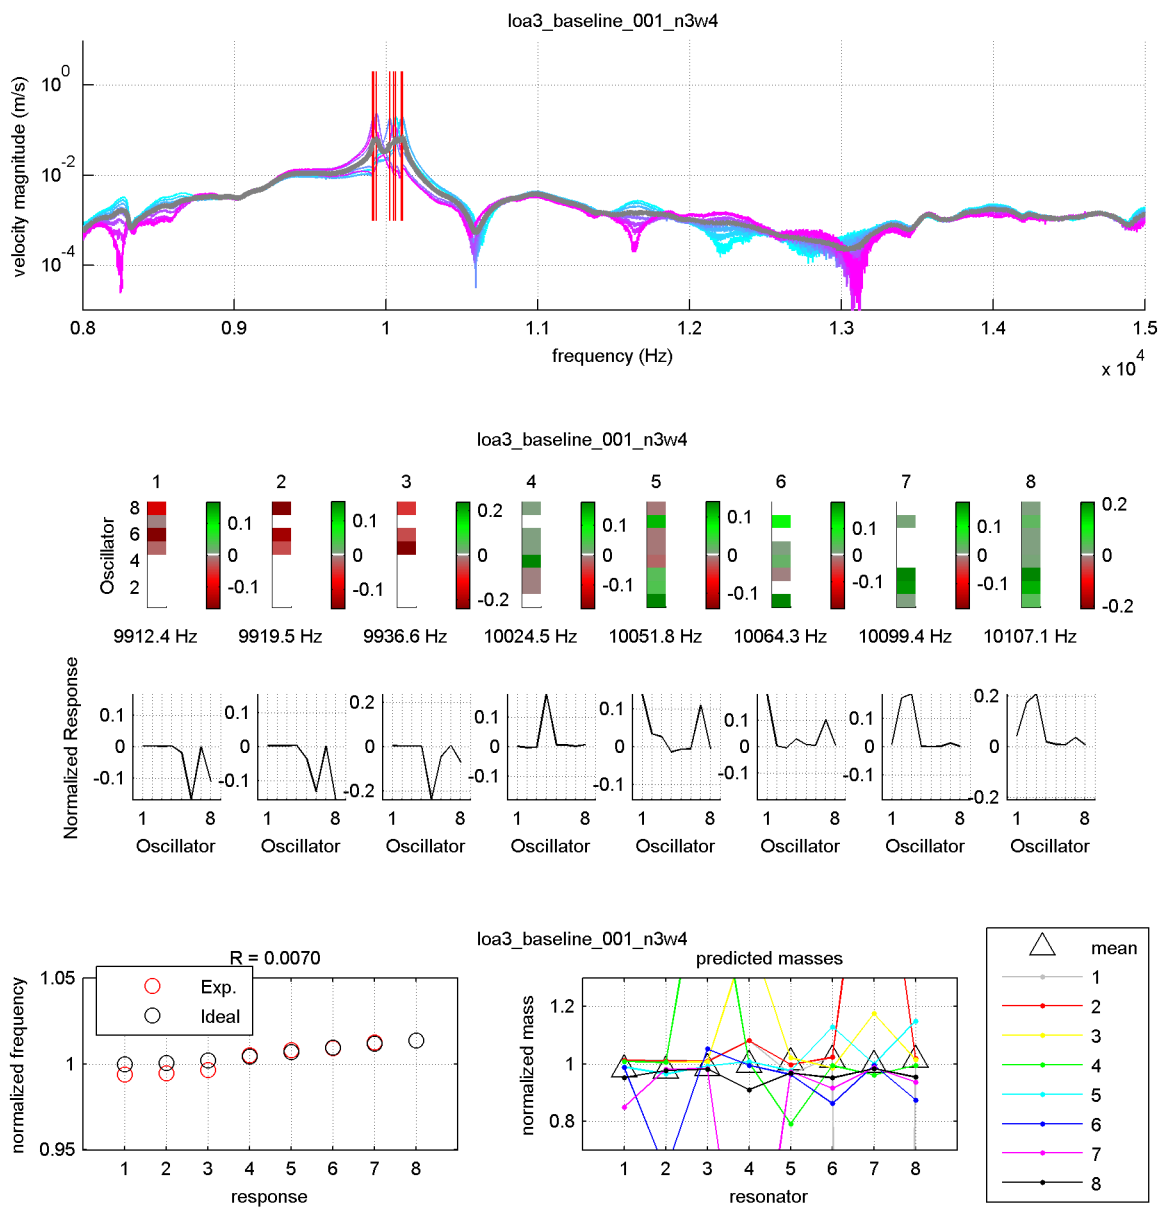 loa3_baseline_001_n3w4
velocity magnitude (m/s)
10^0
10^-2
10^-4
0.8 0.9 1 1.1 1.2 1.3 1.4 1.5
frequency (Hz)
x 10^4
loa3_baseline_001_n3w4
1 2 3 4 5 6 7 8
Oscillator
8
6
4
2
0.1 0.1 0.2 0.2 0.1 0.1 0.1 0.2
0 0 0 0 0 0 0 0
-0.1 -0.1 -0.2 -0.1 -0.1 -0.1 -0.2
9912.4 Hz 9919.5 Hz 9936.6 Hz 10024.5 Hz 10051.8 Hz 10064.3 Hz 10099.4 Hz 10107.1 Hz
Normalized Response
0.1 0.1 0.2 0.1 0.1 0.1 0.1 0.2
0 0 0 0 0 0 0 0
-0.1 -0.1 -0.2 -0.1 -0.1 -0.1 -0.1 -0.2
1 8 1 8 1 8 1 8 1 8 1 8 1 8 1 8
Oscillator Oscillator Oscillator Oscillator Oscillator Oscillator Oscillator Oscillator
loa3_baseline_001_n3w4
R = 0.0070
normalized frequency
1.05
1
0.95
Exp.
Ideal
1 2 3 4 5 6 7 8
response
predicted masses
normalized mass
1.2
1
0.8
1 2 3 4 5 6 7 8
resonator
mean
1
2
3
4
5
6
7
8